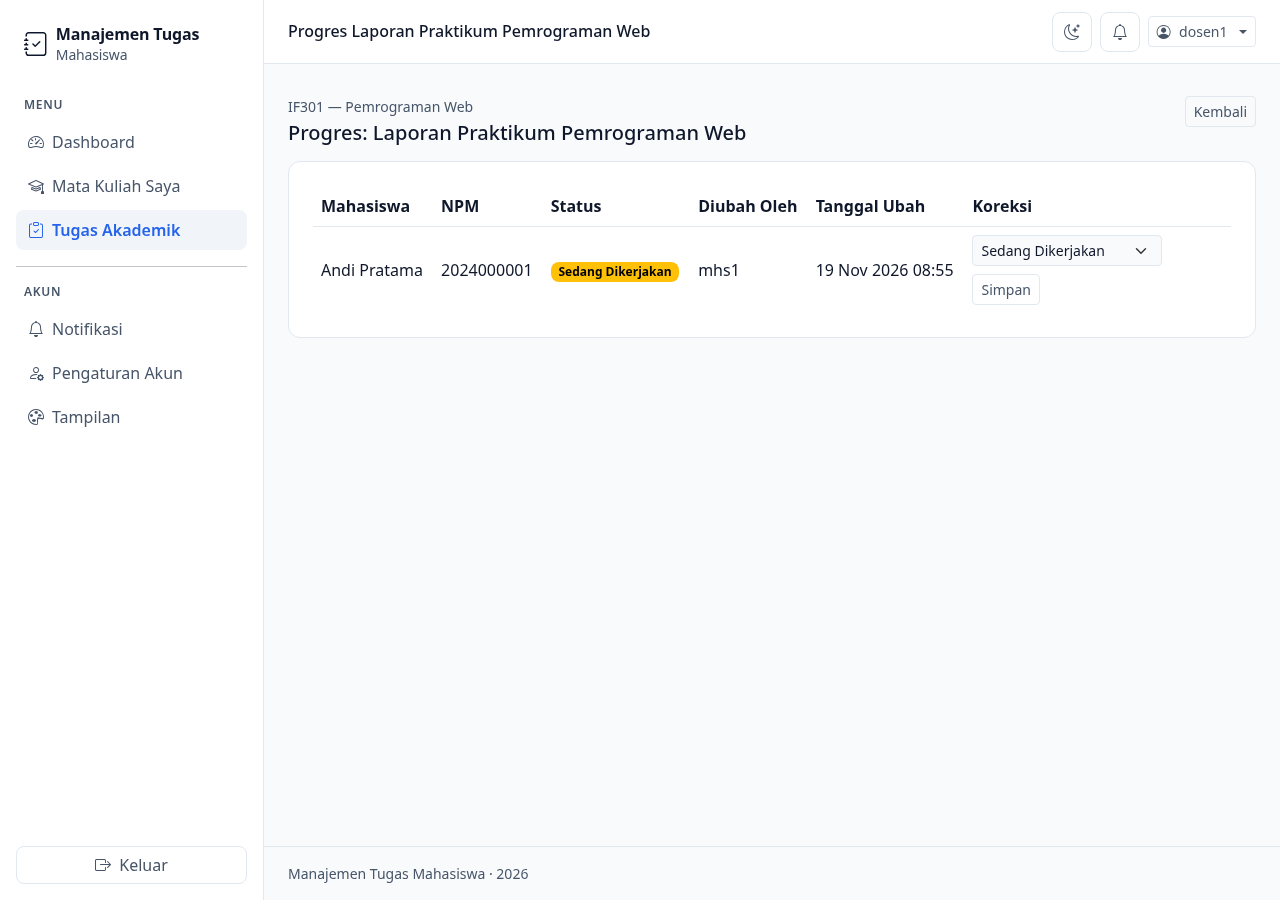 Manajemen Tugas
Mahasiswa
MENU
Dashboard
Mata Kuliah Saya
Tugas Akademik
AKUN
Notifikasi
Pengaturan Akun
Tampilan
Keluar
Progres Laporan Praktikum Pemrograman Web
dosen1
IF301 — Pemrograman Web
Progres: Laporan Praktikum Pemrograman Web
Kembali
Mahasiswa NPM Status Diubah Oleh Tanggal Ubah Koreksi
Andi Pratama 2024000001 Sedang Dikerjakan mhs1 19 Nov 2026 08:55 Sedang Dikerjakan
Simpan
Manajemen Tugas Mahasiswa · 2026